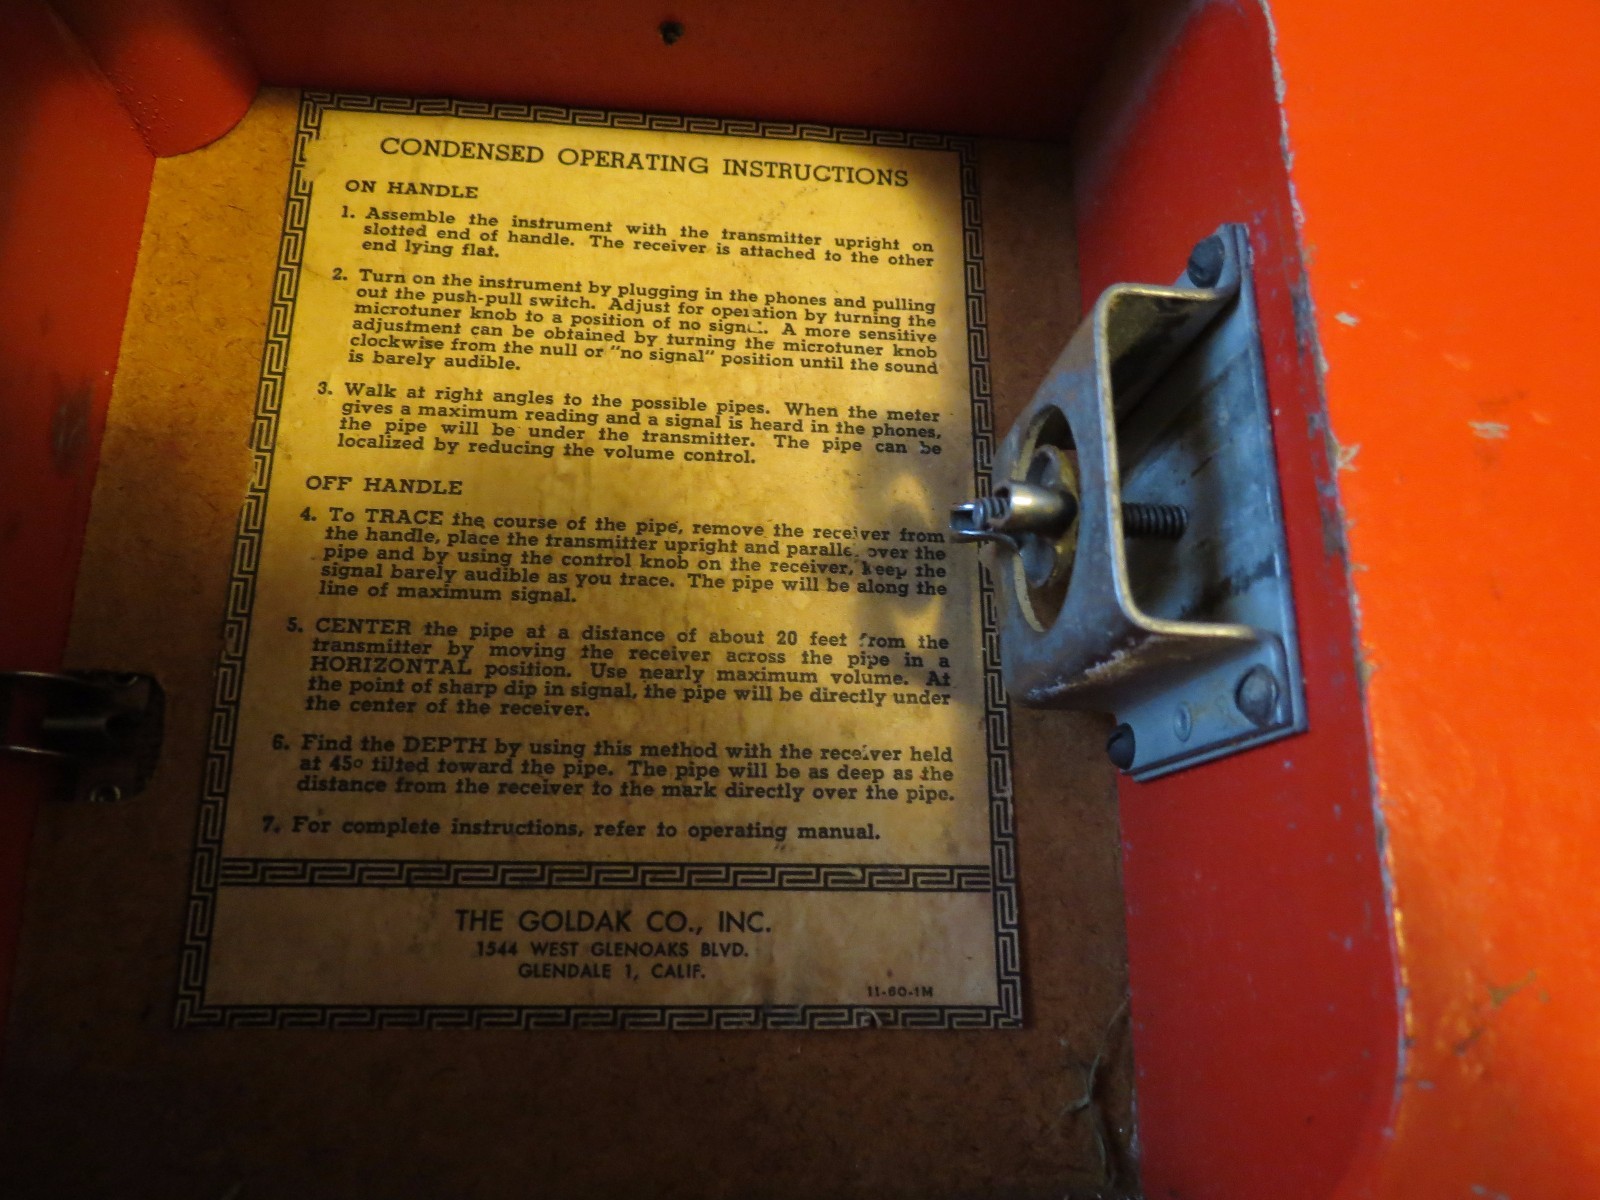 CONDENSED OPERATING INSTRUCTIONS
ON HANDLE
1. Assemble the instrument with the transmitter upright on
slotted end of handle. The receiver is attached to the other
end lying flat.
2. Turn on the instrument by plugging in the phones and pulling
out the push-pull switch. Adjust for operation by turning the
microtuner knob to a position of no signal. A more sensitive
adjustment can be obtained by turning the microtuner knob
clockwise from the null or "no signal" position until the sound
is barely audible.
3. Walk at right angles to the possible pipes. When the meter
gives a maximum reading and a signal is heard in the phones,
the pipe will be under the transmitter. The pipe can be
localized by reducing the volume control.
OFF HANDLE
4. To TRACE the course of the pipe, remove the receiver from
the handle, place the transmitter upright and parallel over the
pipe and by using the control knob on the receiver, keep the
signal barely audible as you trace. The pipe will be along the
line of maximum signal.
5. CENTER the pipe at a distance of about 20 feet from the
transmitter by moving the receiver across the pipe in a
HORIZONTAL position. Use nearly maximum volume. At
the point of sharp dip in signal, the pipe will be directly under
the center of the receiver.
6. Find the DEPTH by using this method with the receiver held
at 45o tilted toward the pipe. The pipe will be as deep as the
distance from the receiver to the mark directly over the pipe.
7. For complete instructions, refer to operating manual.
THE GOLDAK CO., INC.
1544 WEST GLENOAKS BLVD.
GLENDALE 1, CALIF.
11-60-1M